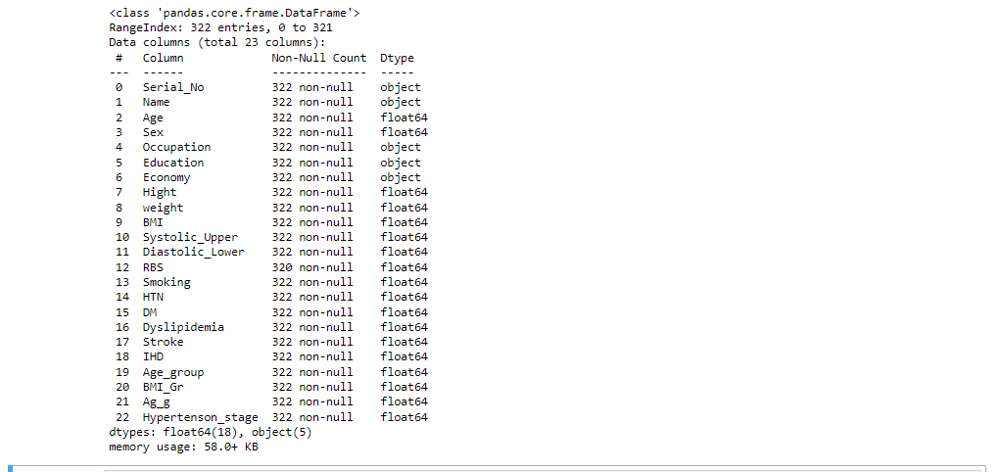 <class 'pandas.core.frame.DataFrame'>
RangeIndex: 322 entries, 0 to 321
Data columns (total 23 columns):
 #   Column            Non-Null Count  Dtype
---  ------            --------------  -----
 0   Serial_No         322 non-null    object
 1   Name              322 non-null    object
 2   Age               322 non-null    float64
 3   Sex               322 non-null    float64
 4   Occupation        322 non-null    object
 5   Education         322 non-null    object
 6   Economy           322 non-null    object
 7   Hight             322 non-null    float64
 8   weight            322 non-null    float64
 9   BMI               322 non-null    float64
 10  Systolic_Upper    322 non-null    float64
 11  Diastolic_Lower   322 non-null    float64
 12  RBS               320 non-null    float64
 13  Smoking           322 non-null    float64
 14  HTN               322 non-null    float64
 15  DM                322 non-null    float64
 16  Dyslipidemia      322 non-null    float64
 17  Stroke            322 non-null    float64
 18  IHD               322 non-null    float64
 19  Age_group         322 non-null    float64
 20  BMI_Gr            322 non-null    float64
 21  Ag_g              322 non-null    float64
 22  Hypertenson_stage 322 non-null    float64
dtypes: float64(18), object(5)
memory usage: 58.0+ KB